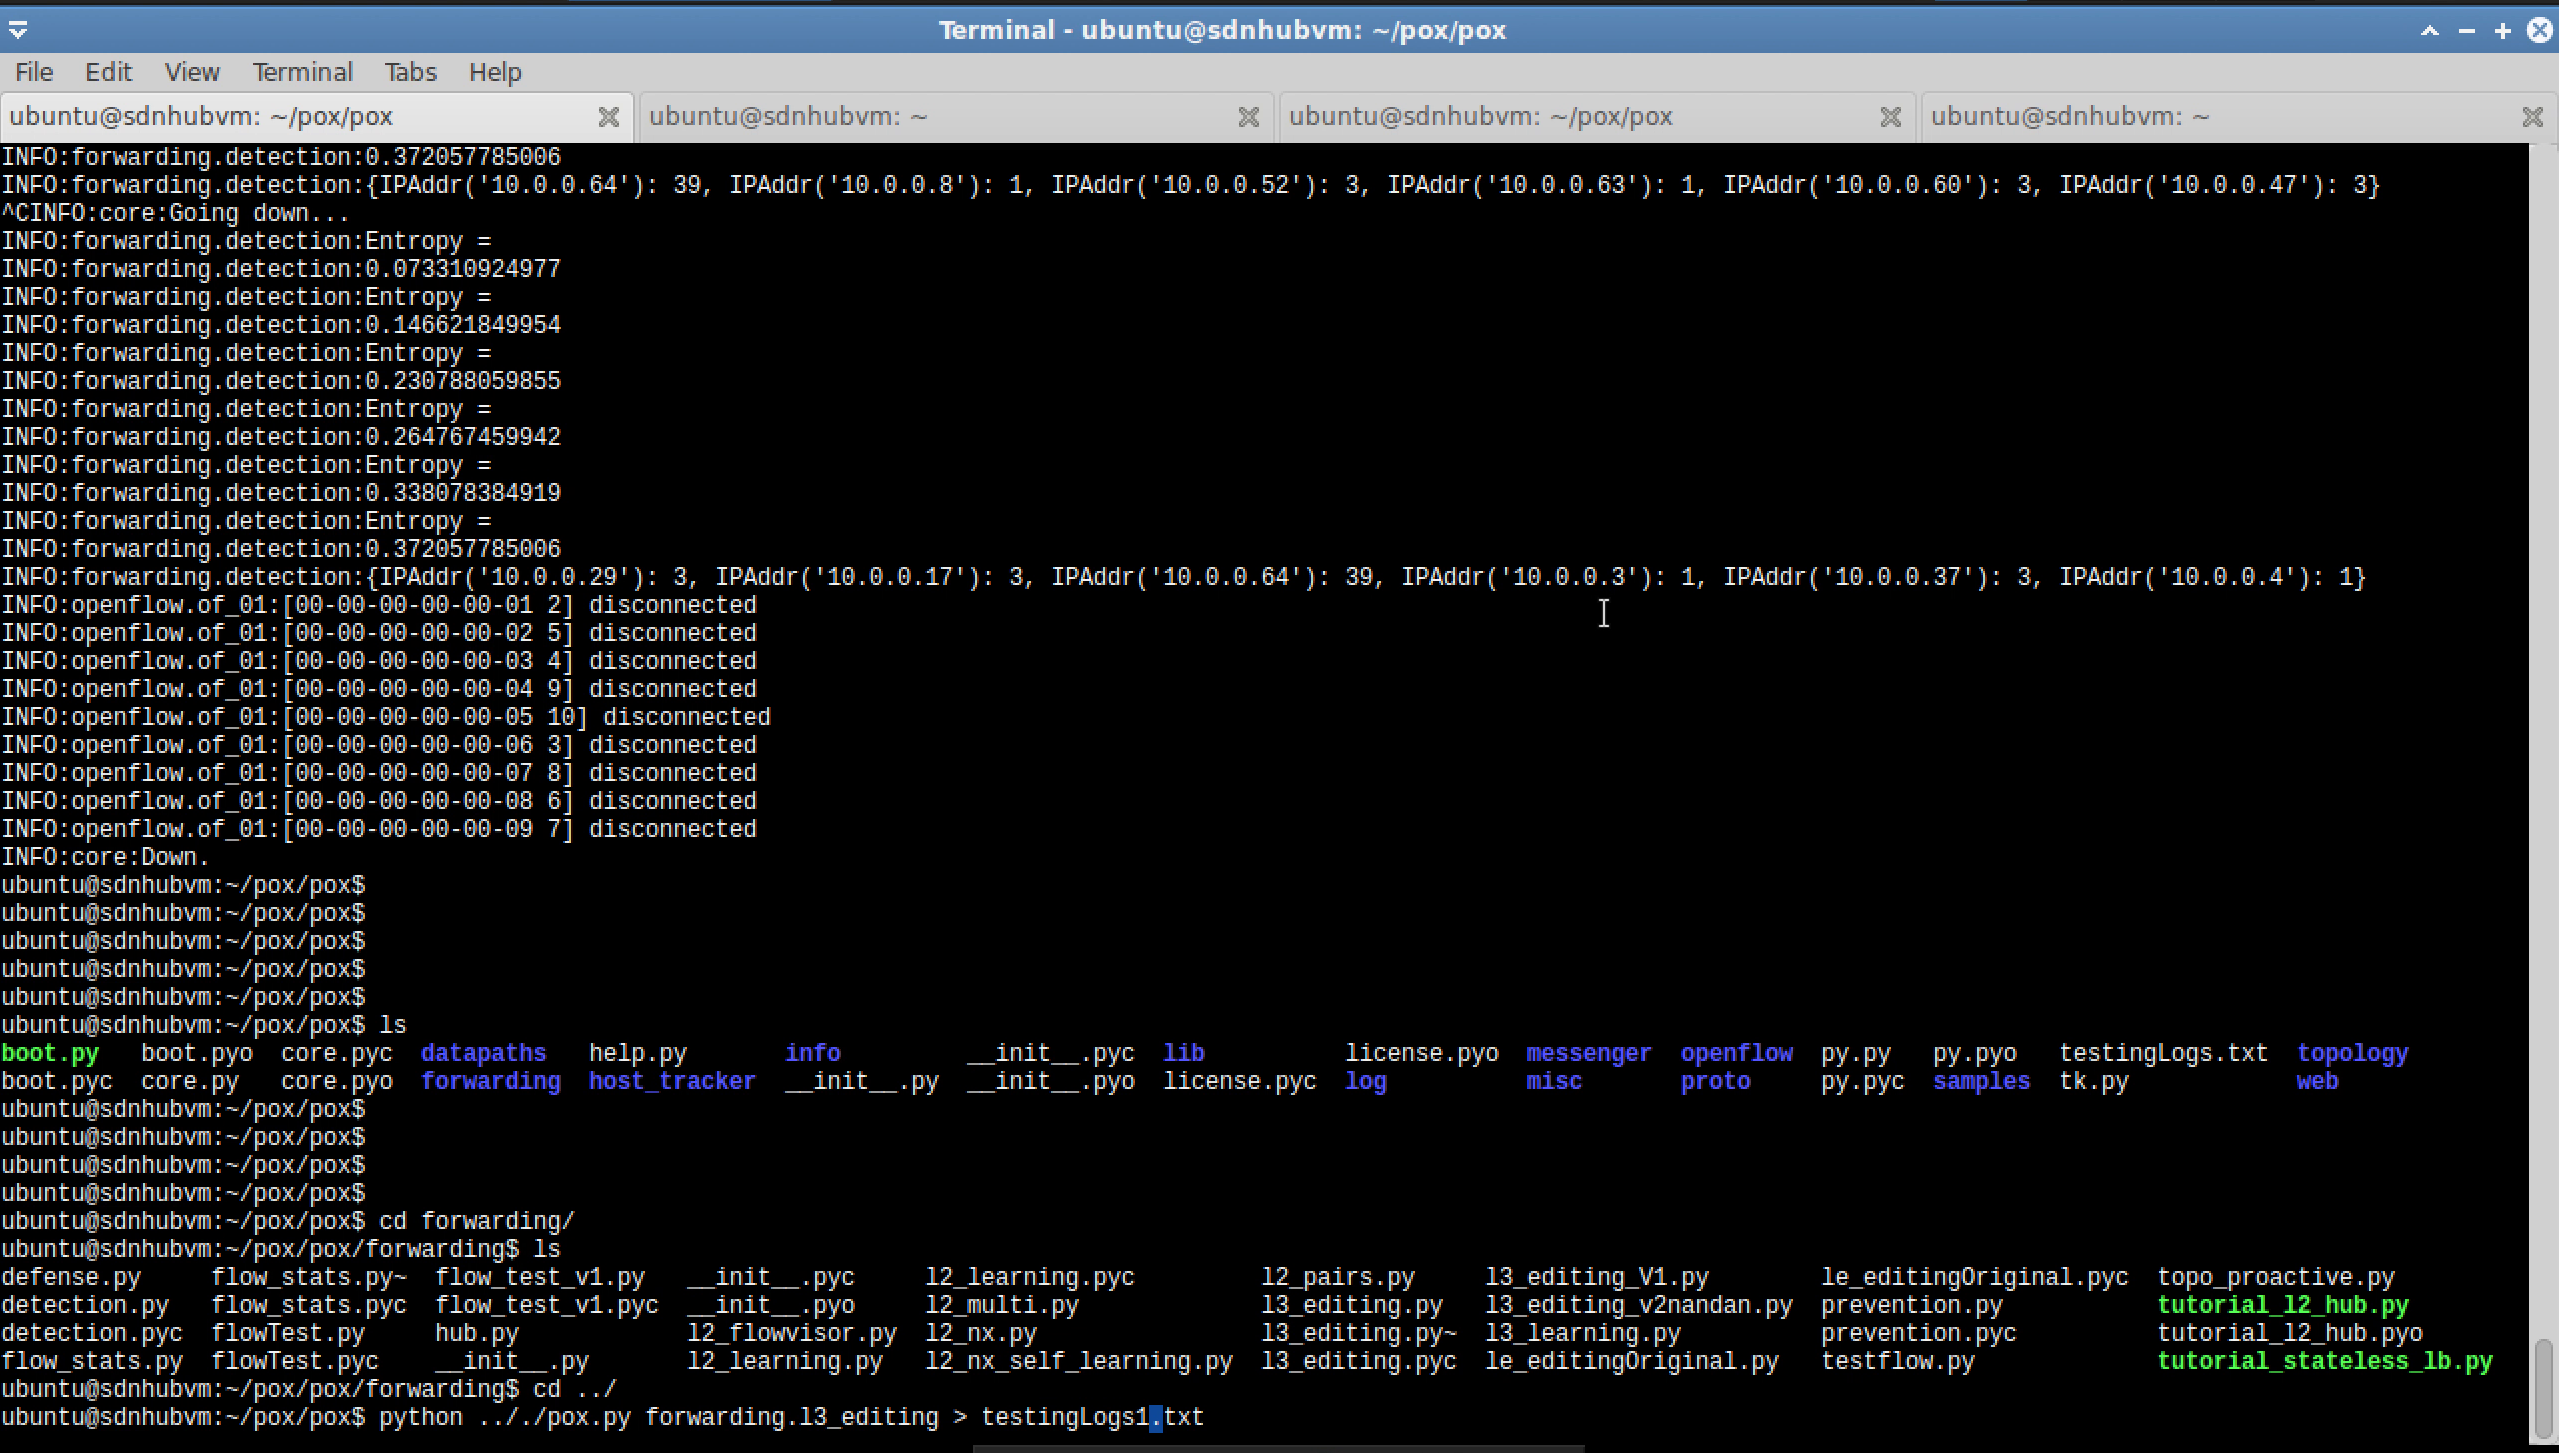 Terminal - ubuntu@sdnhubvm: ~/pox/pox
File Edit View Terminal Tabs Help
ubuntu@sdnhubvm: ~/pox/pox ubuntu@sdnhubvm: ~ ubuntu@sdnhubvm: ~/pox/pox ubuntu@sdnhubvm: ~
INFO:forwarding.detection:0.372057785006
INFO:forwarding.detection:{IPAddr('10.0.0.64'): 39, IPAddr('10.0.0.8'): 1, IPAddr('10.0.0.52'): 3, IPAddr('10.0.0.63'): 1, IPAddr('10.0.0.60'): 3, IPAddr('10.0.0.47'): 3}
^CINFO:core:Going down...
INFO:forwarding.detection:Entropy =
INFO:forwarding.detection:0.073310924977
INFO:forwarding.detection:Entropy =
INFO:forwarding.detection:0.146621849954
INFO:forwarding.detection:Entropy =
INFO:forwarding.detection:0.230788059855
INFO:forwarding.detection:Entropy =
INFO:forwarding.detection:0.264767459942
INFO:forwarding.detection:Entropy =
INFO:forwarding.detection:0.338078384919
INFO:forwarding.detection:Entropy =
INFO:forwarding.detection:0.372057785006
INFO:forwarding.detection:{IPAddr('10.0.0.29'): 3, IPAddr('10.0.0.17'): 3, IPAddr('10.0.0.64'): 39, IPAddr('10.0.0.3'): 1, IPAddr('10.0.0.37'): 3, IPAddr('10.0.0.4'): 1}
INFO:openflow.of_01:[00-00-00-00-00-01 2] disconnected
INFO:openflow.of_01:[00-00-00-00-00-02 5] disconnected
INFO:openflow.of_01:[00-00-00-00-00-03 4] disconnected
INFO:openflow.of_01:[00-00-00-00-00-04 9] disconnected
INFO:openflow.of_01:[00-00-00-00-00-05 10] disconnected
INFO:openflow.of_01:[00-00-00-00-00-06 3] disconnected
INFO:openflow.of_01:[00-00-00-00-00-07 8] disconnected
INFO:openflow.of_01:[00-00-00-00-00-08 6] disconnected
INFO:openflow.of_01:[00-00-00-00-00-09 7] disconnected
INFO:core:Down.
ubuntu@sdnhubvm:~/pox/pox$
ubuntu@sdnhubvm:~/pox/pox$
ubuntu@sdnhubvm:~/pox/pox$
ubuntu@sdnhubvm:~/pox/pox$
ubuntu@sdnhubvm:~/pox/pox$
ubuntu@sdnhubvm:~/pox/pox$ ls
boot.py boot.pyo core.pyc datapaths help.py info __init__.pyc lib license.pyo messenger openflow py.py py.pyo testingLogs.txt topology
boot.pyc core.py core.pyo forwarding host_tracker __init__.py __init__.pyo license.pyc log misc proto py.pyc samples tk.py web
ubuntu@sdnhubvm:~/pox/pox$
ubuntu@sdnhubvm:~/pox/pox$
ubuntu@sdnhubvm:~/pox/pox$
ubuntu@sdnhubvm:~/pox/pox$
ubuntu@sdnhubvm:~/pox/pox$ cd forwarding/
ubuntu@sdnhubvm:~/pox/pox/forwarding$ ls
defense.py flow_stats.py~ flow_test_v1.py __init__.pyc l2_learning.pyc l2_pairs.py l3_editing_V1.py le_editingOriginal.pyc topo_proactive.py
detection.py flow_stats.pyc flow_test_v1.pyc __init__.pyo l2_multi.py l3_editing.py l3_editing_v2nandan.py prevention.py tutorial_l2_hub.py
detection.pyc flowTest.py hub.py l2_flowvisor.py l2_nx.py l3_editing.py~ l3_learning.py prevention.pyc tutorial_l2_hub.pyo
flow_stats.py flowTest.pyc __init__.py l2_learning.py l2_nx_self_learning.py l3_editing.pyc le_editingOriginal.py testflow.py tutorial_stateless_lb.py
ubuntu@sdnhubvm:~/pox/pox/forwarding$ cd ../
ubuntu@sdnhubvm:~/pox/pox$ python .././pox.py forwarding.l3_editing > testingLogs1.txt